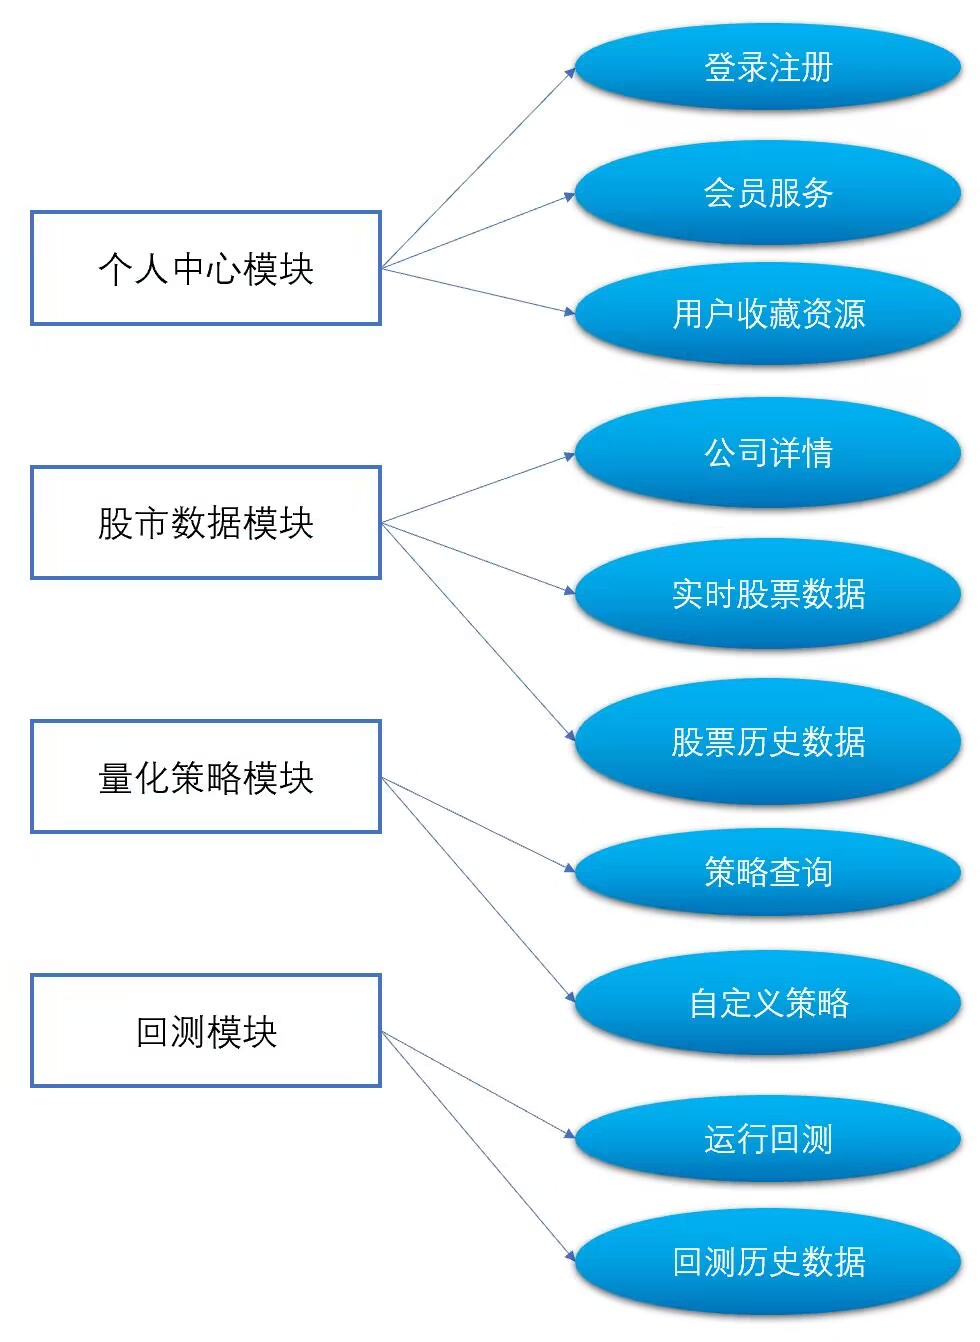 个人中心模块
登录注册
会员服务
用户收藏资源
股市数据模块
公司详情
实时股票数据
股票历史数据
量化策略模块
策略查询
自定义策略
回测模块
运行回测
回测历史数据